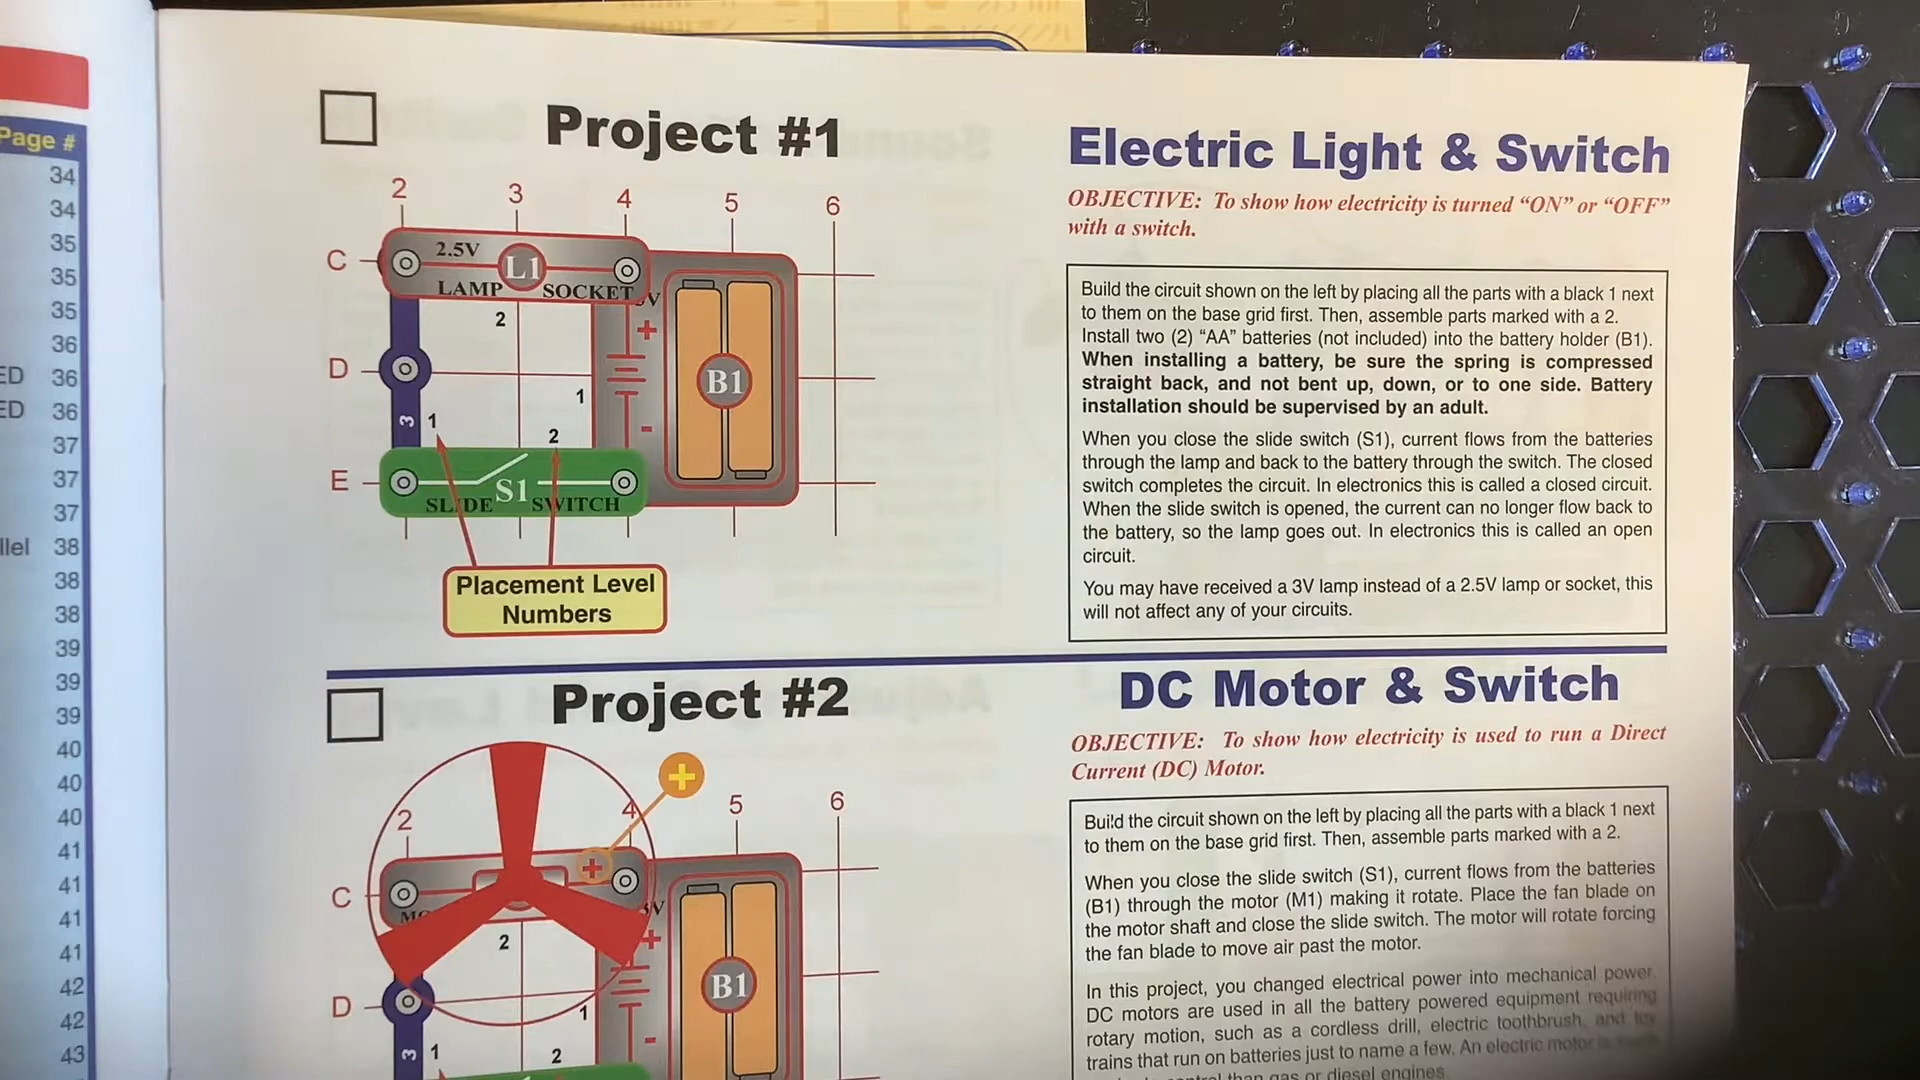 Page #
34
34
35
35
35
36
ED 36
ED 36
37
37
37
llel 38
38
38
39
39
39
40
40
40
41
41
41
41
42
42
43
Project #1
2 3 4 5 6
C
D
E
2.5V
L1
LAMP SOCKET
2
3V
+
B1
1
-
3
1
2
S1
SLIDE SWITCH
Placement Level
Numbers
Electric Light & Switch
OBJECTIVE: To show how electricity is turned “ON” or “OFF”
with a switch.
Build the circuit shown on the left by placing all the parts with a black 1 next
to them on the base grid first. Then, assemble parts marked with a 2.
Install two (2) “AA” batteries (not included) into the battery holder (B1).
When installing a battery, be sure the spring is compressed
straight back, and not bent up, down, or to one side. Battery
installation should be supervised by an adult.
When you close the slide switch (S1), current flows from the batteries
through the lamp and back to the battery through the switch. The closed
switch completes the circuit. In electronics this is called a closed circuit.
When the slide switch is opened, the current can no longer flow back to
the battery, so the lamp goes out. In electronics this is called an open
circuit.
You may have received a 3V lamp instead of a 2.5V lamp or socket, this
will not affect any of your circuits.
Project #2
2 4 5 6
C
D
+
+
2
3V
+
B1
1
-
3
1
2
DC Motor & Switch
OBJECTIVE: To show how electricity is used to run a Direct
Current (DC) Motor.
Build the circuit shown on the left by placing all the parts with a black 1 next
to them on the base grid first. Then, assemble parts marked with a 2.
When you close the slide switch (S1), current flows from the batteries
(B1) through the motor (M1) making it rotate. Place the fan blade on
the motor shaft and close the slide switch. The motor will rotate forcing
the fan blade to move air past the motor.
In this project, you changed electrical power into mechanical power.
DC motors are used in all the battery powered equipment requiring
rotary motion, such as a cordless drill, electric toothbrush, and toy
trains that run on batteries just to name a few. An electric motor is
than gas or diesel engines.